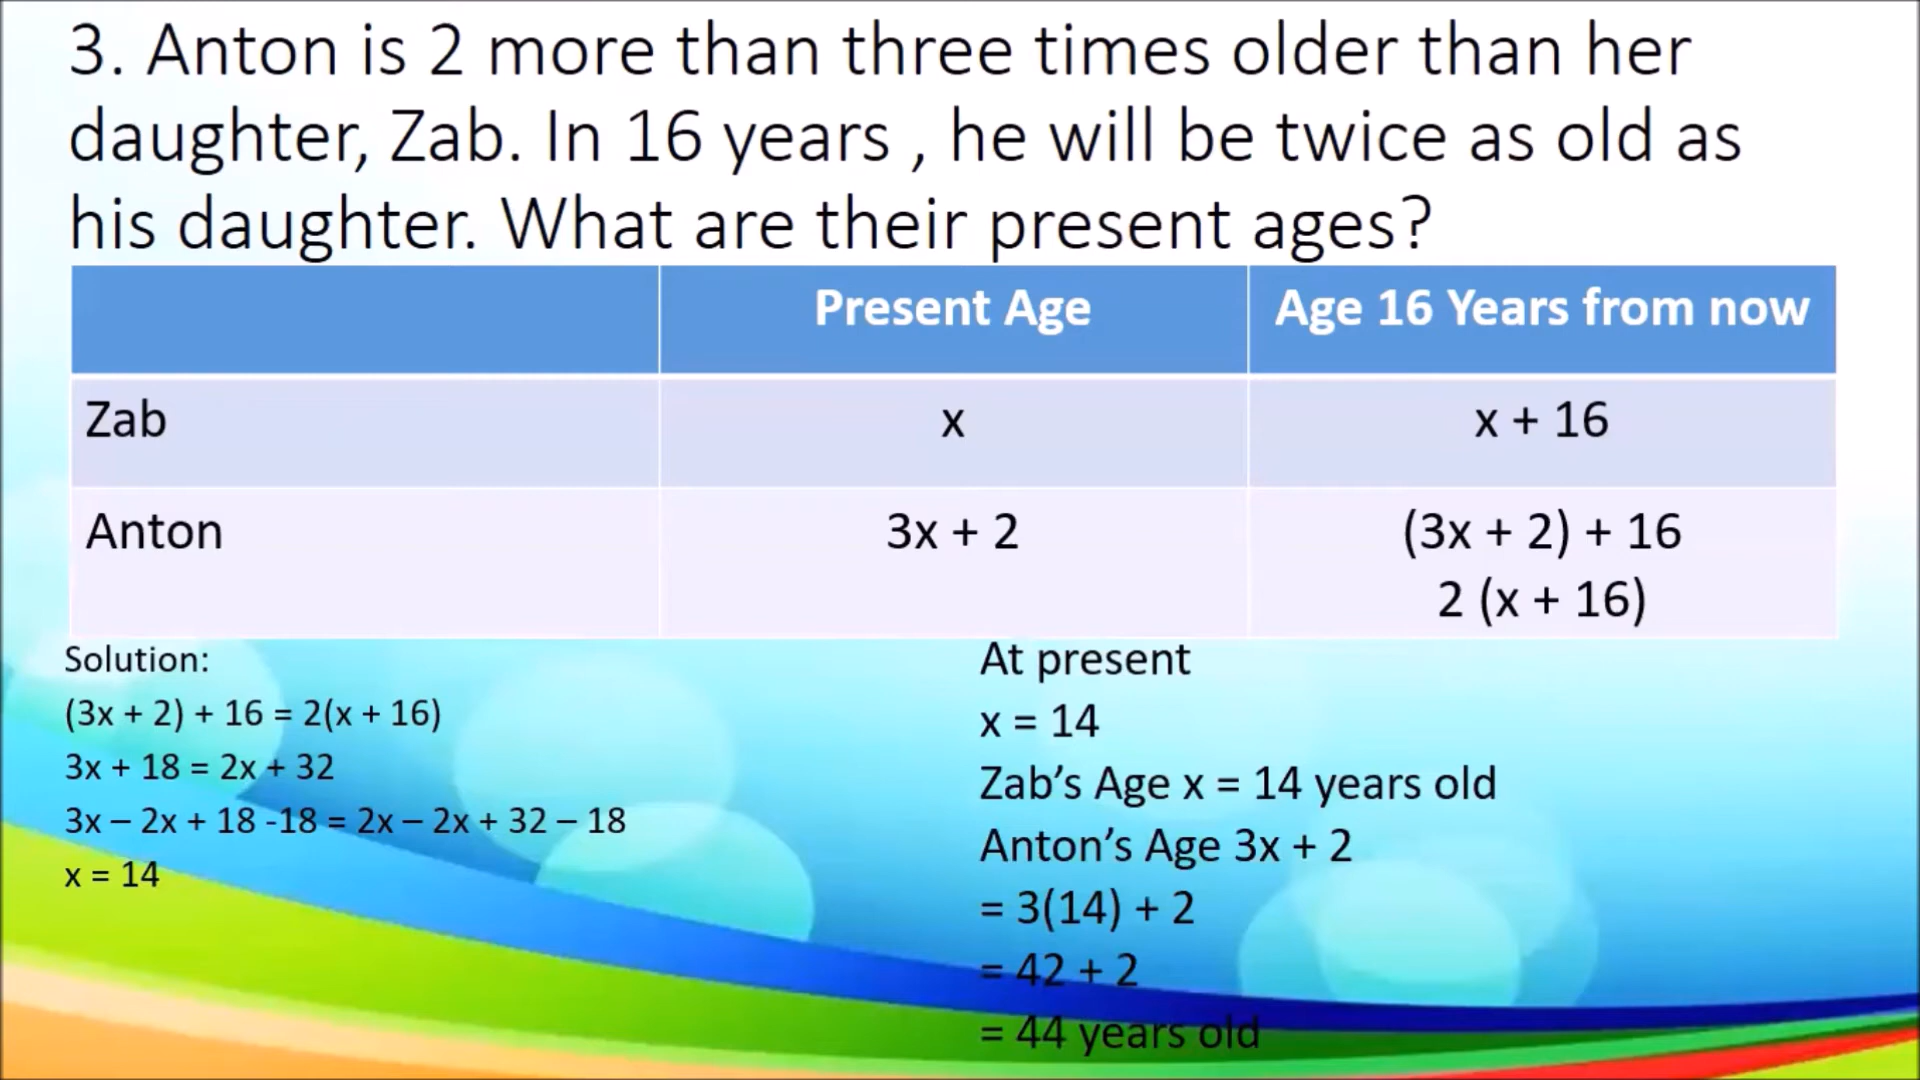 3. Anton is 2 more than three times older than her
daughter, Zab. In 16 years , he will be twice as old as
his daughter. What are their present ages?
Present Age
Age 16 Years from now
Zab
x
x + 16
Anton
3x + 2
(3x + 2) + 16
2 (x + 16)
Solution:
(3x + 2) + 16 = 2(x + 16)
3x + 18 = 2x + 32
3x – 2x + 18 -18 = 2x – 2x + 32 – 18
x = 14
At present
x = 14
Zab’s Age x = 14 years old
Anton’s Age 3x + 2
= 3(14) + 2
= 42 + 2
= 44 years old